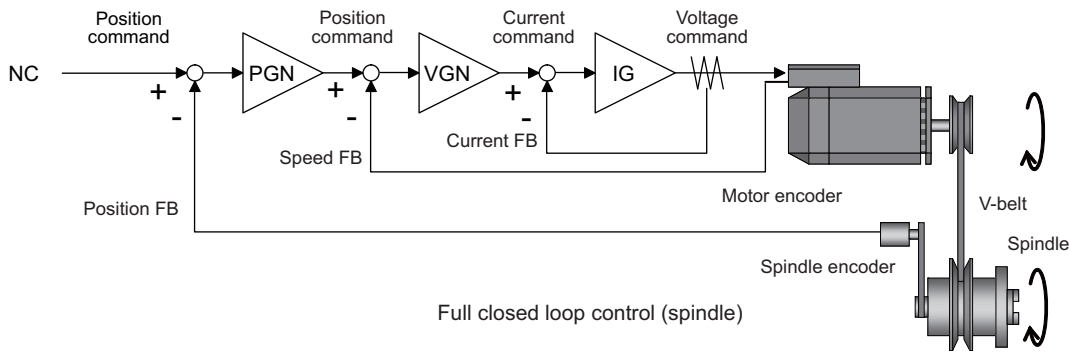 Position
command
Position
command
Current
command
Voltage
command
NC
PGN
VGN
IG
+
-
+
-
+
-
Current FB
Speed FB
Position FB
Motor encoder
V-belt
Spindle encoder
Spindle
Full closed loop control (spindle)